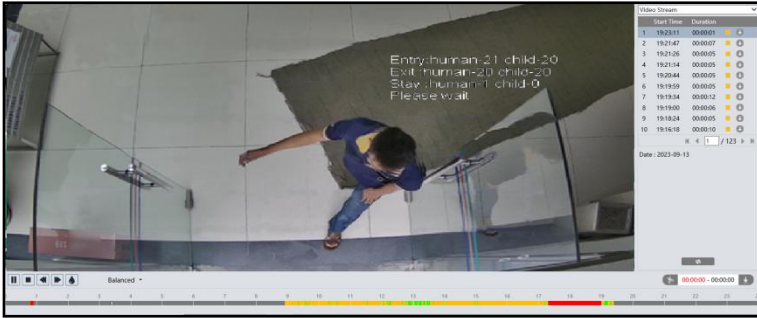 Video Stream
Start Time Duration
1 19:23:11 00:00:01
2 19:21:47 00:00:07
3 19:21:26 00:00:05
4 19:21:14 00:00:05
5 19:20:44 00:00:05
6 19:19:59 00:00:05
7 19:19:34 00:00:12
8 19:19:00 00:00:06
9 19:18:24 00:00:05
10 19:16:18 00:00:10
1 / 123
Date : 2023-09-13
Entry:human-21 child-20
Exit:human-20 child-20
Stay:human-1 child-0
Please wait
Balanced
00:00:00 - 00:00:00
1 2 3 4 5 6 7 8 9 10 11 12 13 14 15 16 17 18 19 20 21 22 23